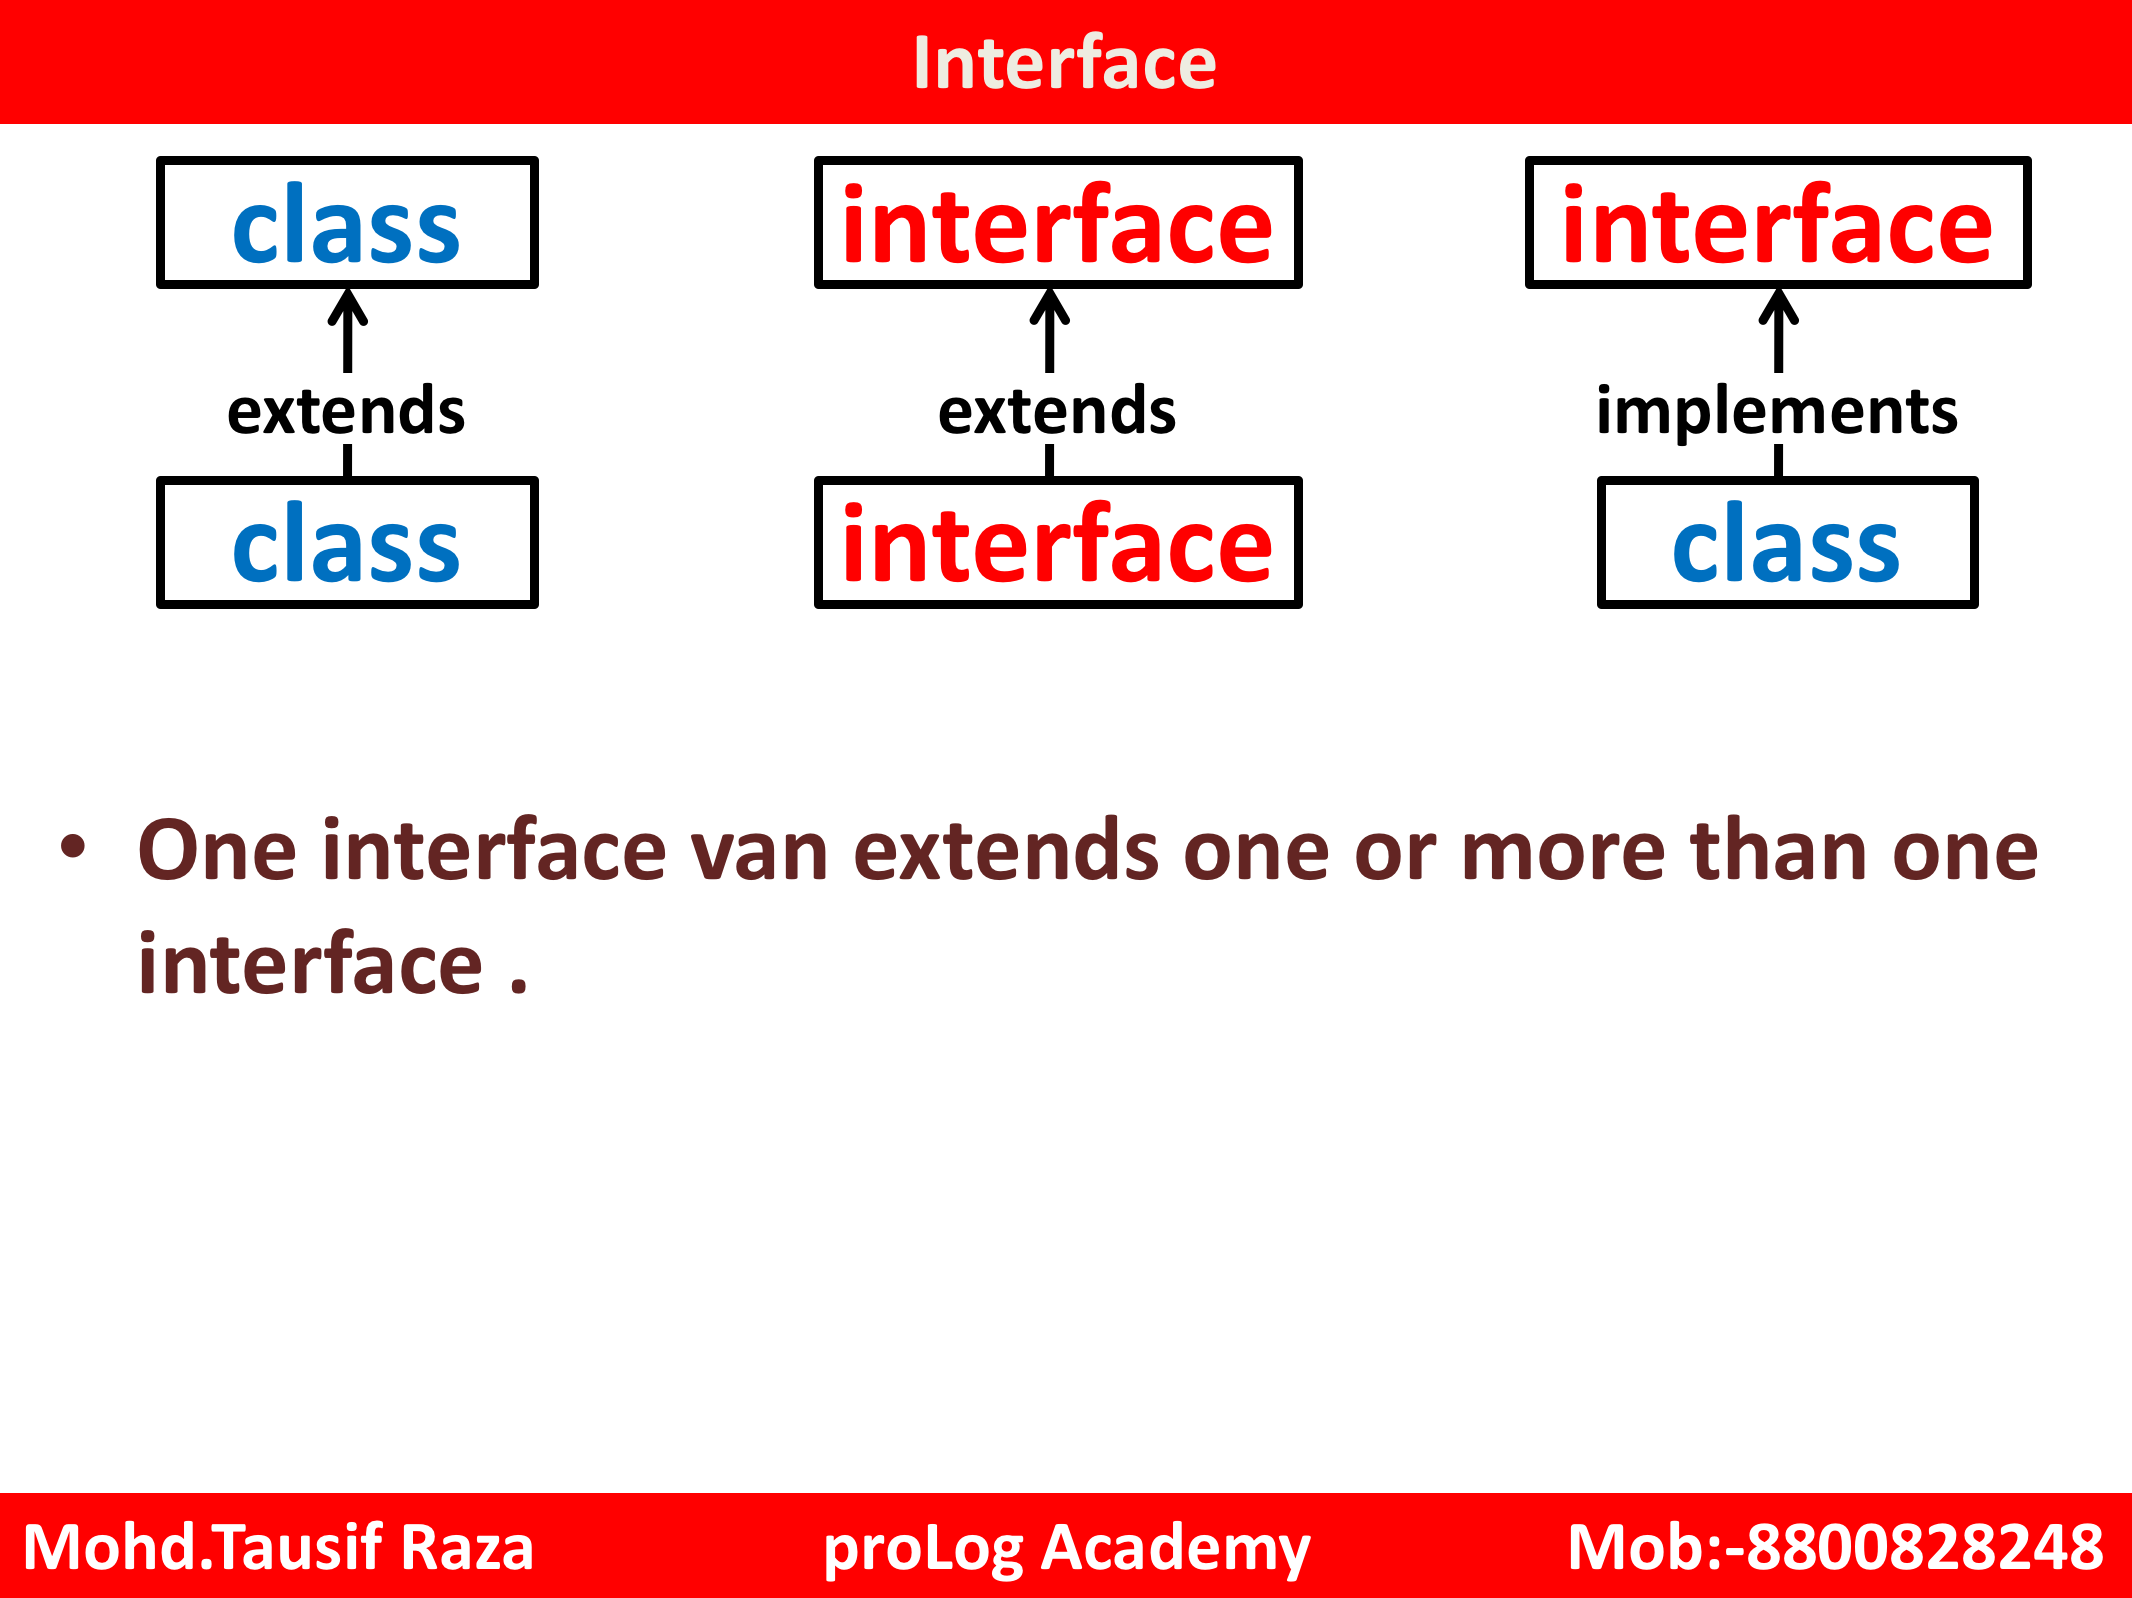 Interface
class
interface
interface
extends
extends
implements
class
interface
class
• One interface van extends one or more than one
interface .
Mohd.Tausif Raza
proLog Academy
Mob:-8800828248